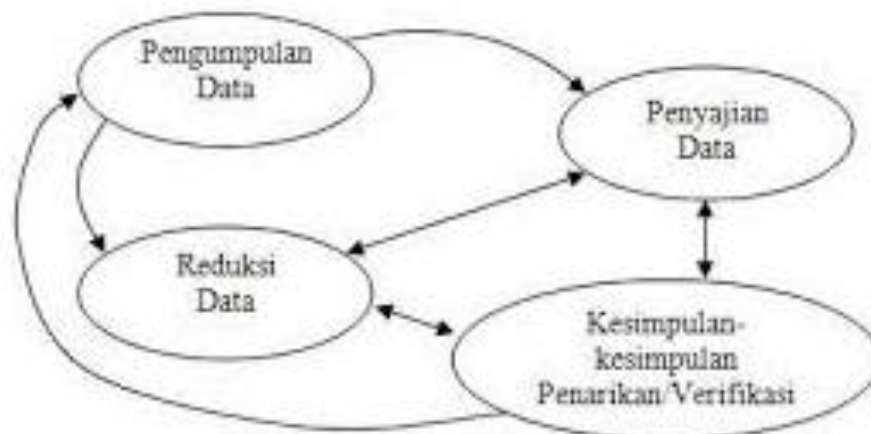 Pengumpulan
Data
Penyajian
Data
Reduksi
Data
Kesimpulan-
kesimpulan
Penarikan/Verifikasi